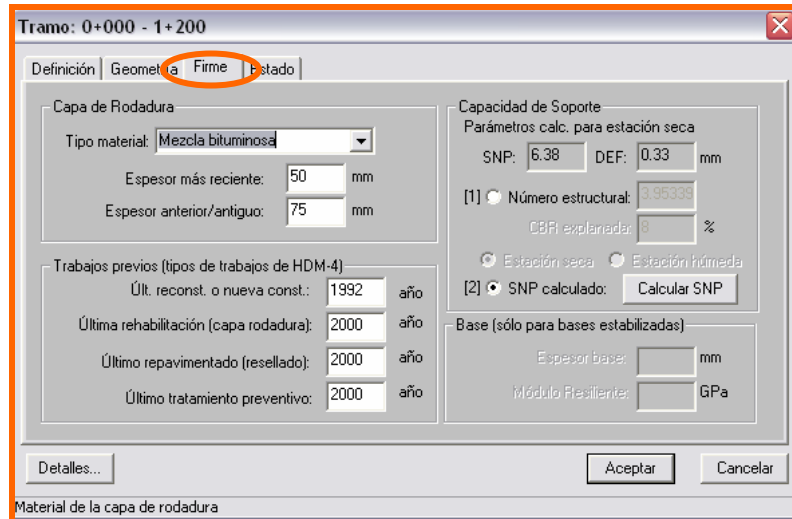 Tramo: 0+000 - 1+200
Definición Geometría Firme Estado
Capa de Rodadura
Tipo material: Mezcla bituminosa
Espesor más reciente: 50 mm
Espesor anterior/antiguo: 75 mm
Trabajos previos (tipos de trabajos de HDM-4)
Últ. reconst. o nueva const.: 1992 año
Última rehabilitación (capa rodadura): 2000 año
Último repavimentado (resellado): 2000 año
Último tratamiento preventivo: 2000 año
Capacidad de Soporte
Parámetros calc. para estación seca
SNP: 6.38 DEF: 0.33 mm
[1] Número estructural: 3.95339
CBR explanada: 8 %
Estación seca Estación húmeda
[2] SNP calculado: Calcular SNP
Base (sólo para bases estabilizadas)
Espesor base: mm
Módulo Resiliente: GPa
Detalles... Aceptar Cancelar
Material de la capa de rodadura